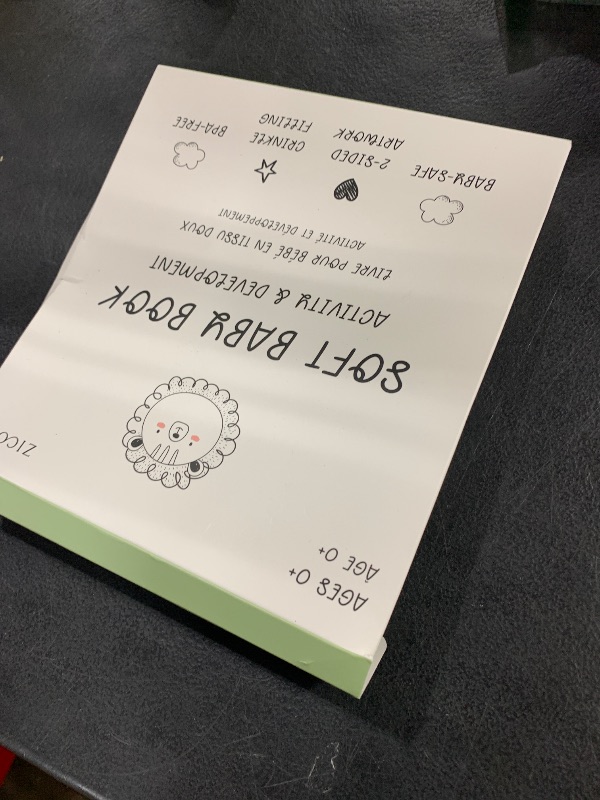 AGES 0+
ÂGE 0+
SOFT BABY BOOK
ACTIVITY & DEVELOPMENT
LIVRE POUR BÉBÉ EN TISSU DOUX
ACTIVITÉ ET DÉVELOPPEMENT
BABY-SAFE
2-SIDED
ARTWORK
CRINKLE
FILLING
BPA-FREE